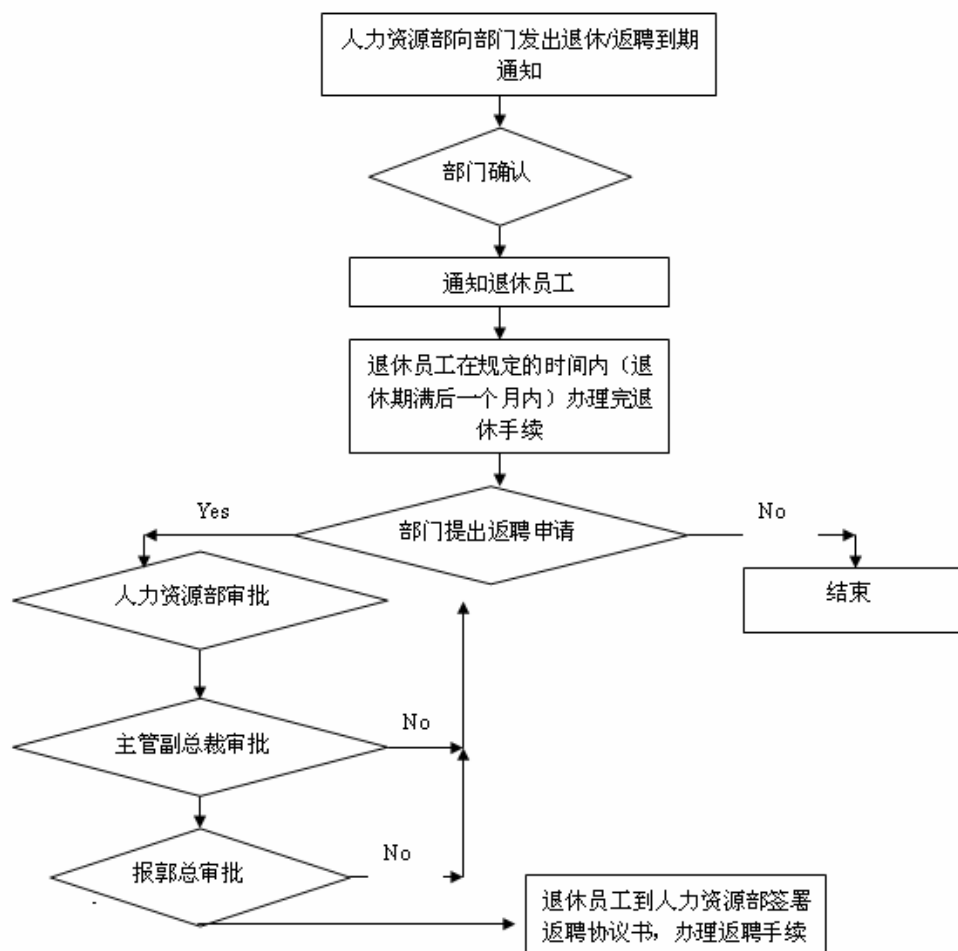 人力资源部向部门发出退休/返聘到期
通知
部门确认
通知退休员工
退休员工在规定的时间内（退
休期满后一个月内）办理完退
休手续
Yes
部门提出返聘申请
No
人力资源部审批
结束
主管副总裁审批
No
报郭总审批
No
退休员工到人力资源部签署
返聘协议书，办理返聘手续